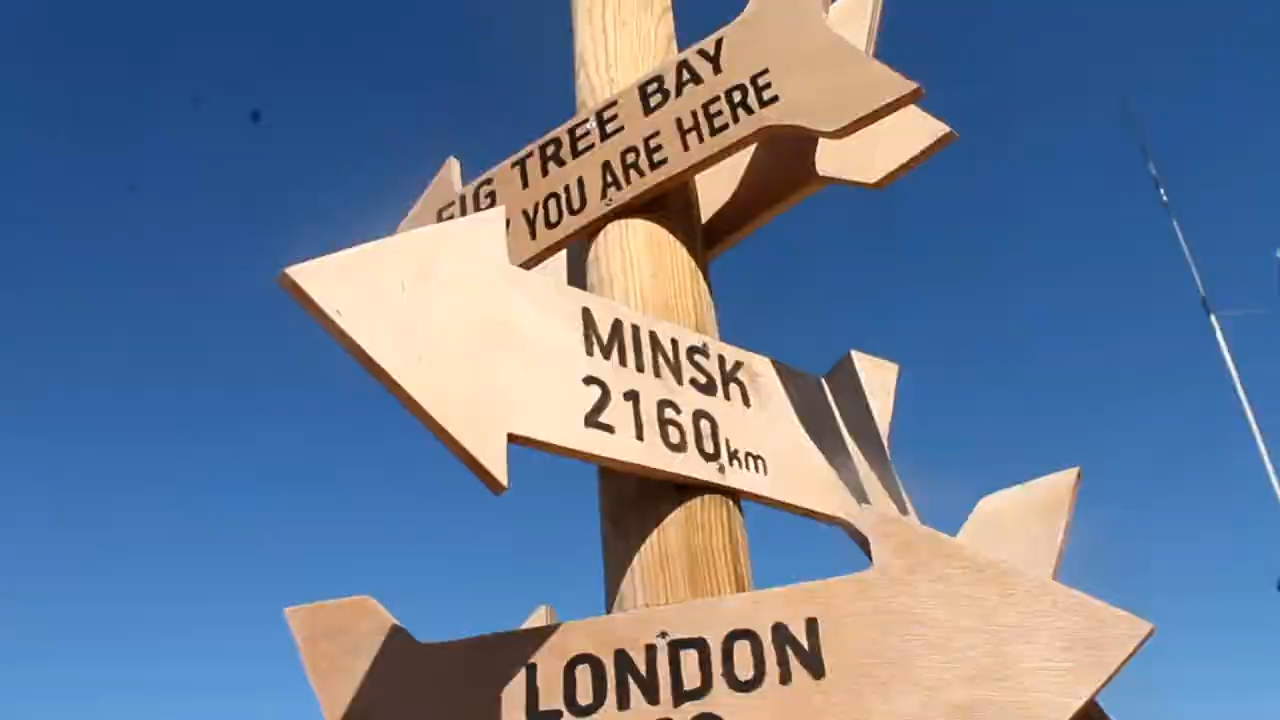 FIG TREE BAY
YOU ARE HERE
MINSK
2160km
LONDON